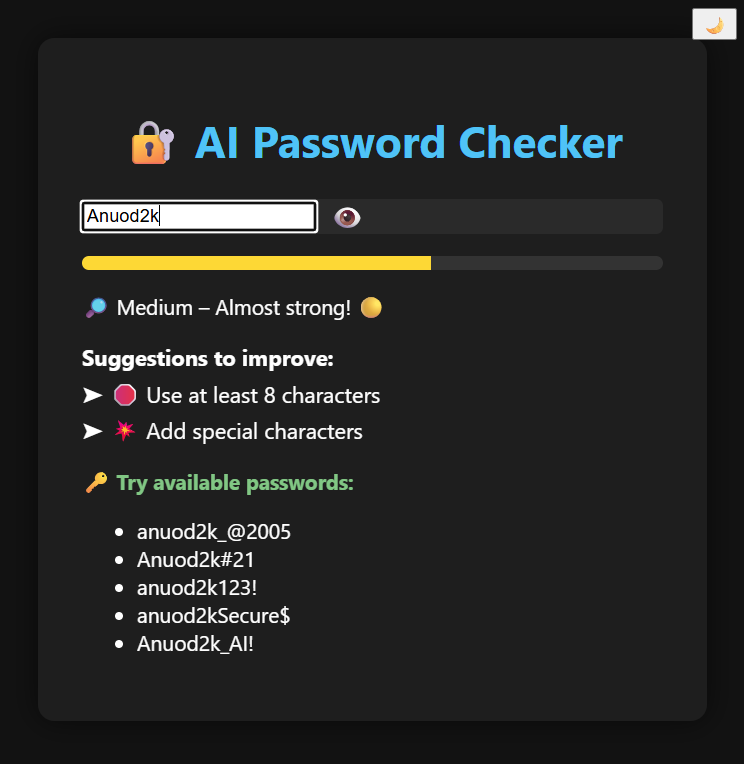 🔐 AI Password Checker
Anuod2k
🔎 Medium – Almost strong! 🟡
Suggestions to improve:
➤ 🛑 Use at least 8 characters
➤ 💥 Add special characters
🔑 Try available passwords:
• anuod2k_@2005
• Anuod2k#21
• anuod2k123!
• anuod2kSecure$
• Anuod2k_AI!